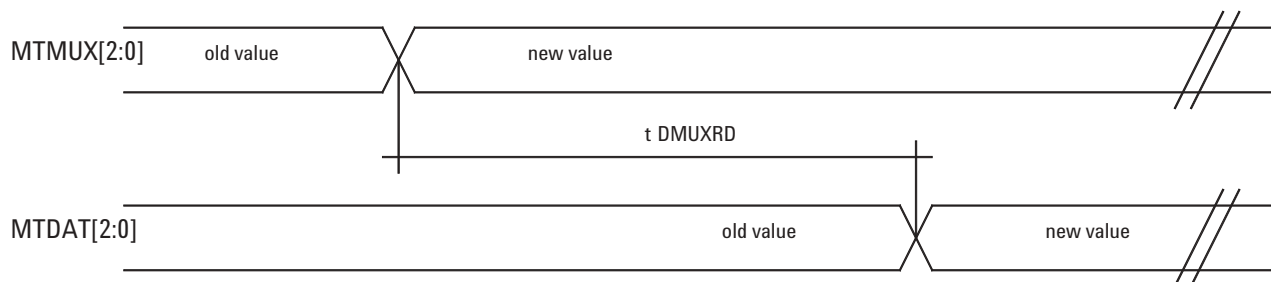 MTMUX[2:0] old value new value
t DMUXRD
MTDAT[2:0] old value new value